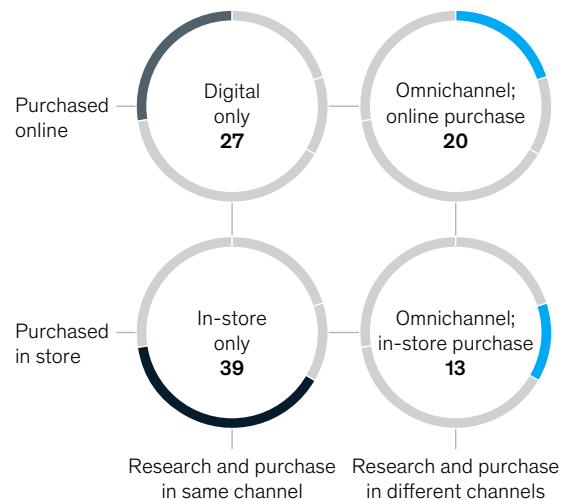 Purchased
online
Digital
only
27
Omnichannel;
online purchase
20
Purchased
in store
In-store
only
39
Omnichannel;
in-store purchase
13
Research and purchase
in same channel
Research and purchase
in different channels